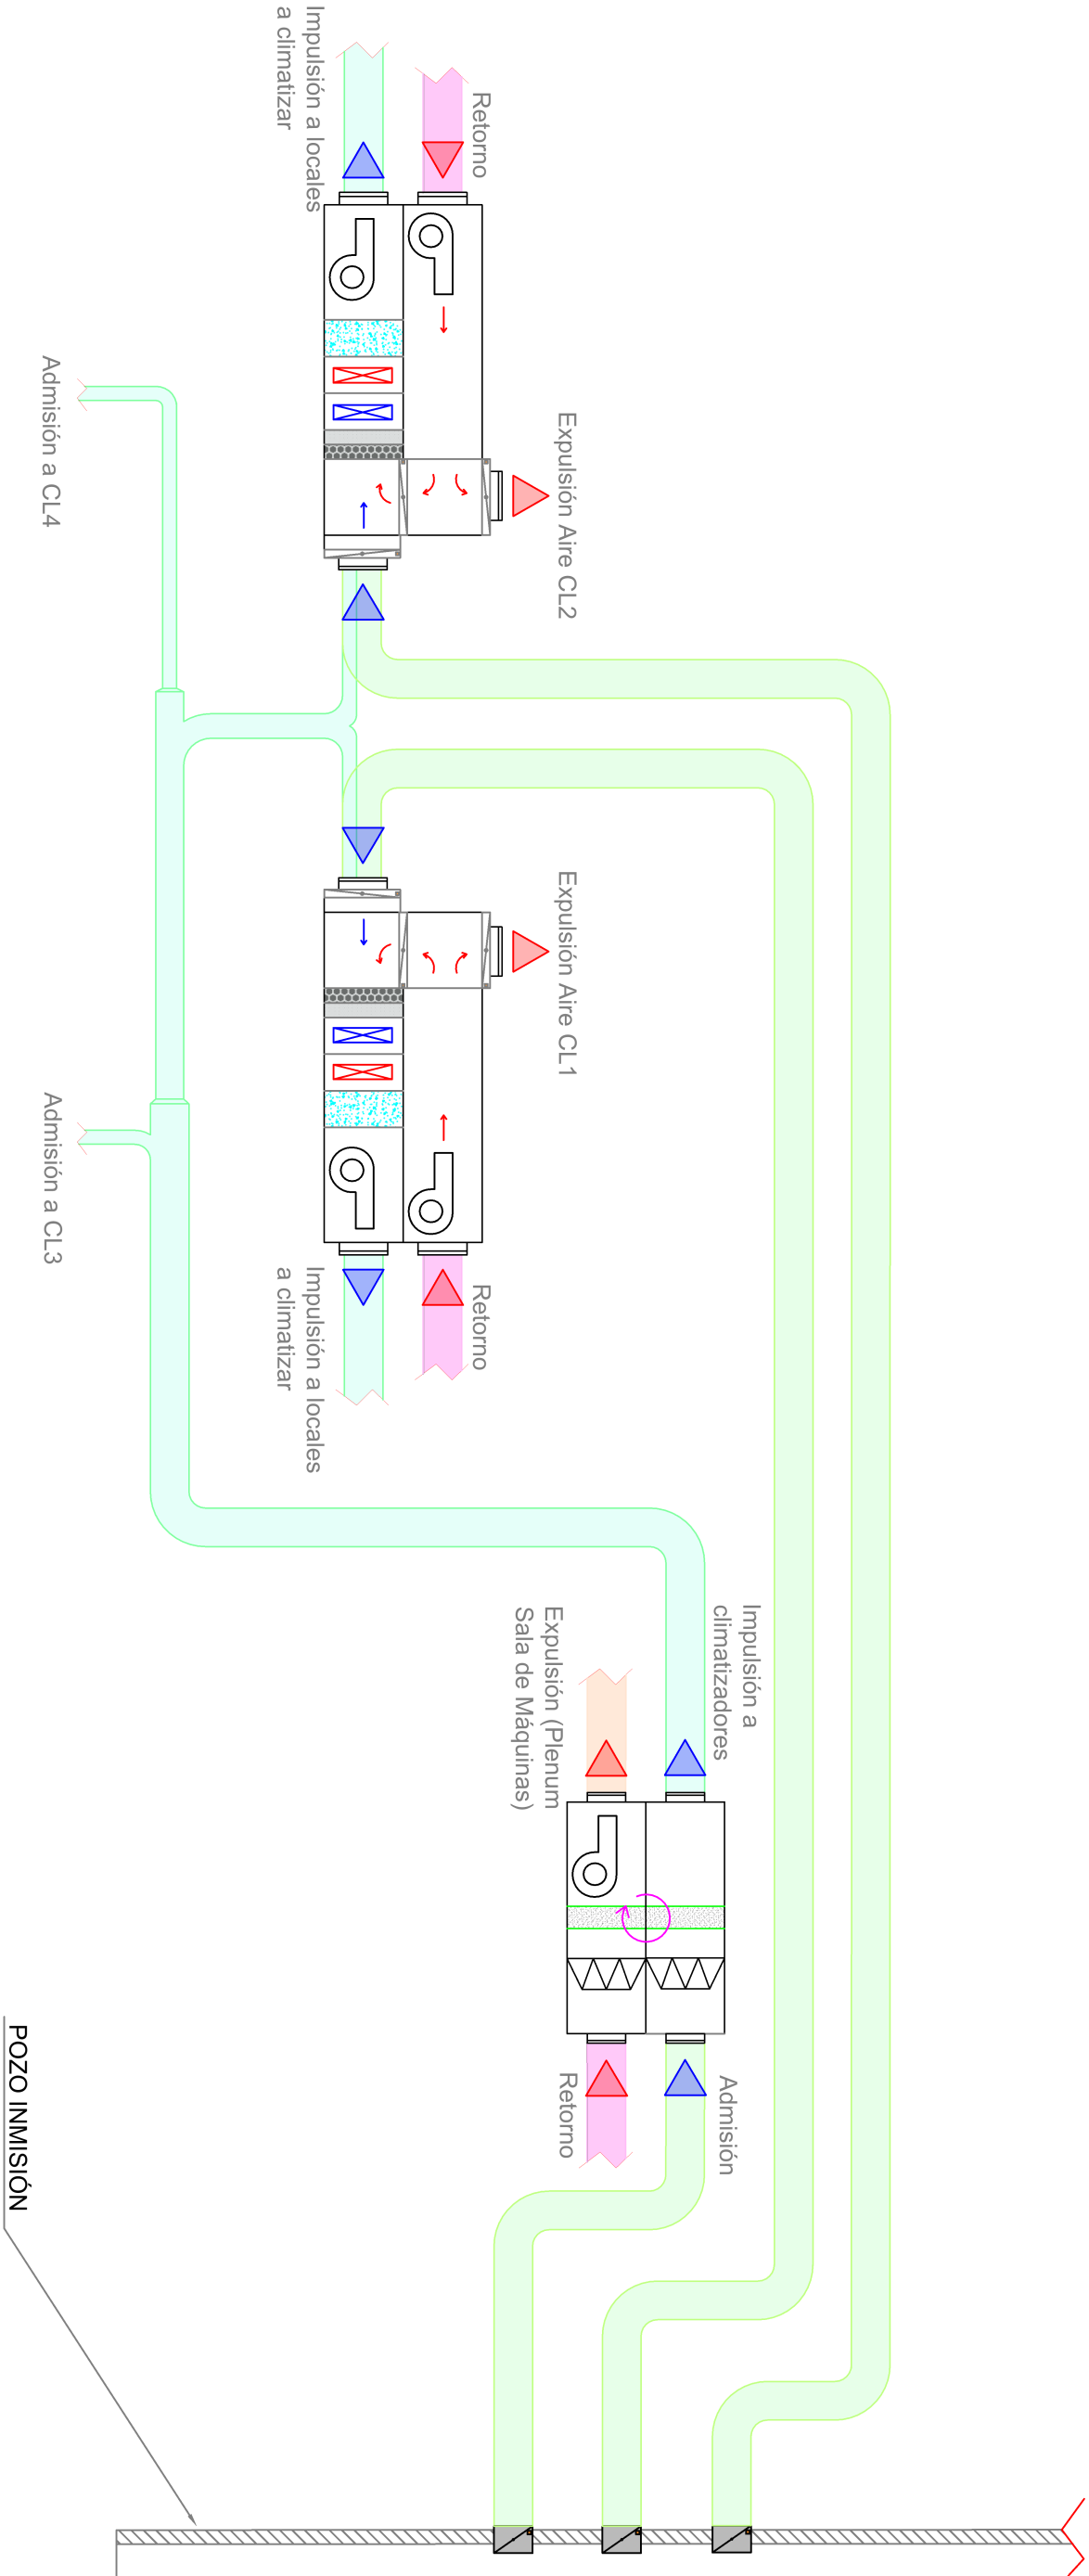 Impulsión a locales
a climatizar
Retorno
Expulsión Aire CL2
Admisión a CL4
Expulsión Aire CL1
Admisión a CL3
Retorno
Impulsión a locales
a climatizar
Impulsión a
climatizadores
Expulsión (Plenum
Sala de Máquinas)
Admisión
Retorno
POZO INMISIÓN